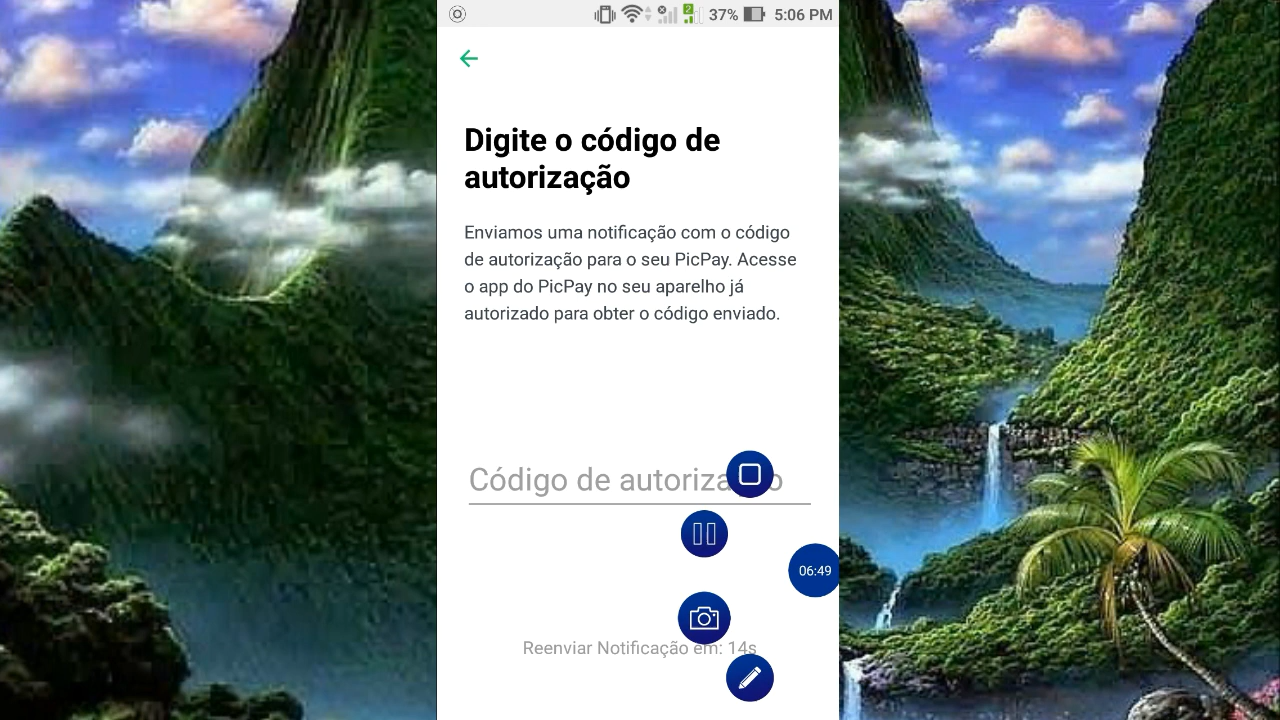 37% 5:06 PM
Digite o código de
autorização
Enviamos uma notificação com o código
de autorização para o seu PicPay. Acesse
o app do PicPay no seu aparelho já
autorizado para obter o código enviado.
Código de autorização
06:49
Reenviar Notificação em: 14s